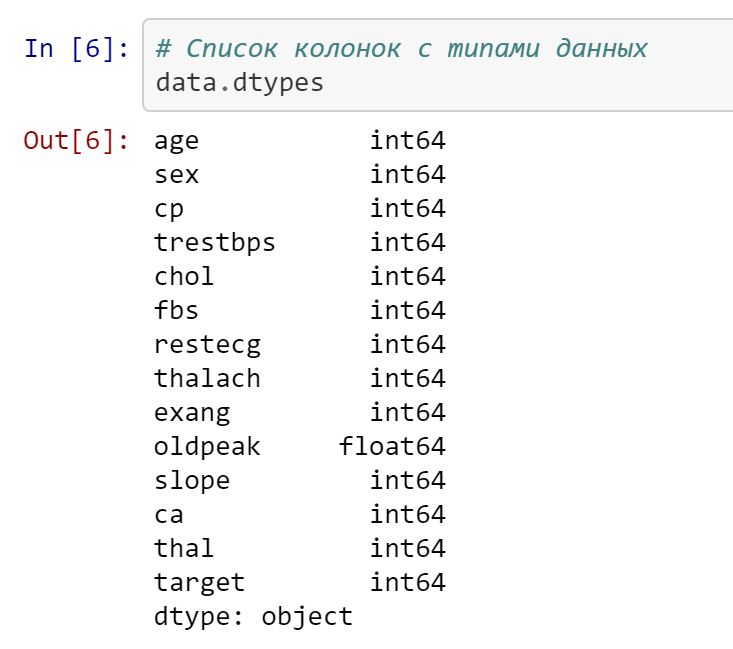 In [6]: # Список колонок с типами данных
data.dtypes
Out[6]: age int64
sex int64
cp int64
trestbps int64
chol int64
fbs int64
restecg int64
thalach int64
exang int64
oldpeak float64
slope int64
ca int64
thal int64
target int64
dtype: object